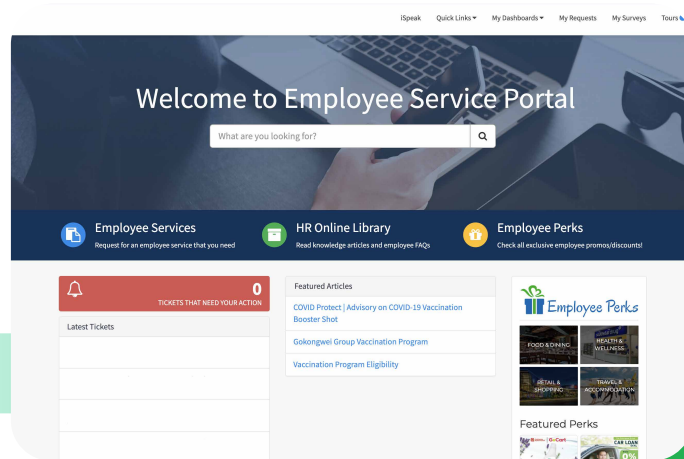 iSpeak Quick Links My Dashboards My Requests My Surveys Tours
Welcome to Employee Service Portal
What are you looking for?
Employee Services
Request for an employee service that you need
HR Online Library
Read knowledge articles and employee FAQs
Employee Perks
Check all exclusive employee promos/discounts!
0
TICKETS THAT NEED YOUR ACTION
Latest Tickets
Featured Articles
COVID Protect | Advisory on COVID-19 Vaccination
Booster Shot
Gokongwei Group Vaccination Program
Vaccination Program Eligibility
Employee Perks
FOOD & DINING
HEALTH &
WELLNESS
RETAIL &
SHOPPING
TRAVEL &
ACCOMMODATION
Featured Perks
GoCart
CAR LOAN
0%